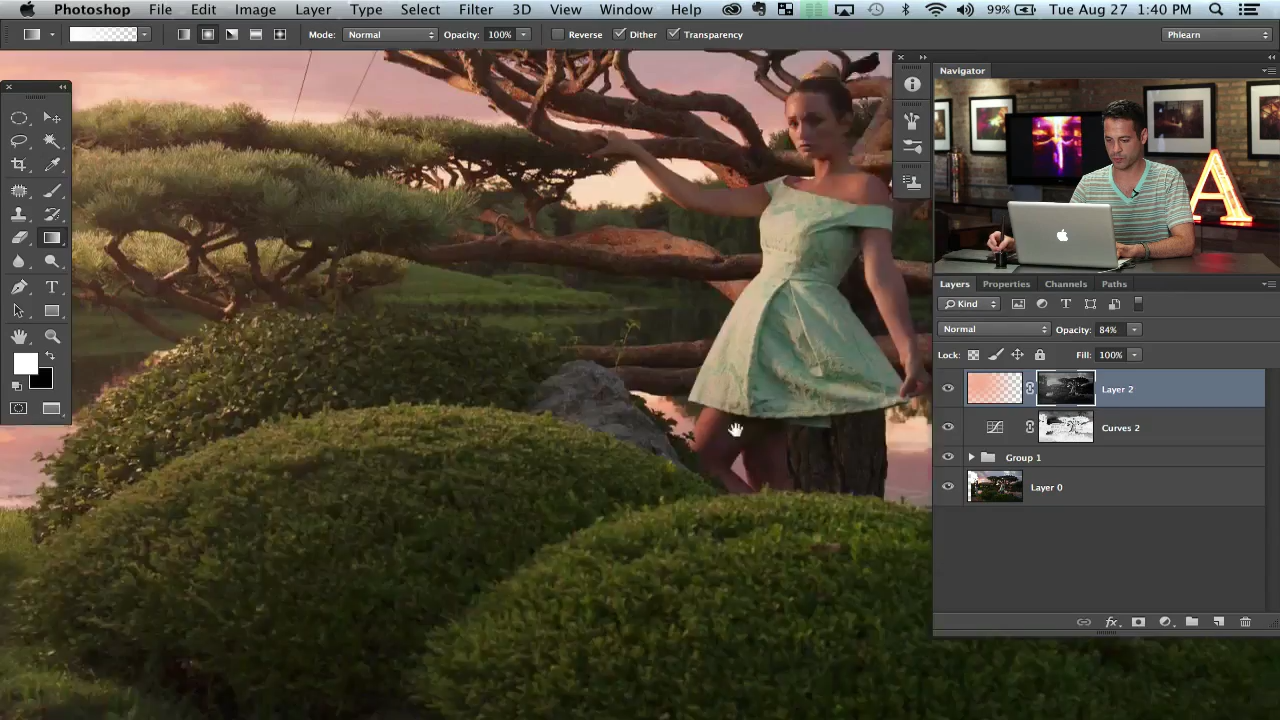 Photoshop File Edit Image Layer Type Select Filter 3D View Window Help 99% Tue Aug 27 1:40 PM
Mode: Normal Opacity: 100% Reverse Dither Transparency Phlearn
Navigator
A
Layers Properties Channels Paths
Kind T
Normal Opacity: 84%
Lock: Fill: 100%
Layer 2
Curves 2
Group 1
Layer 0
T
fx